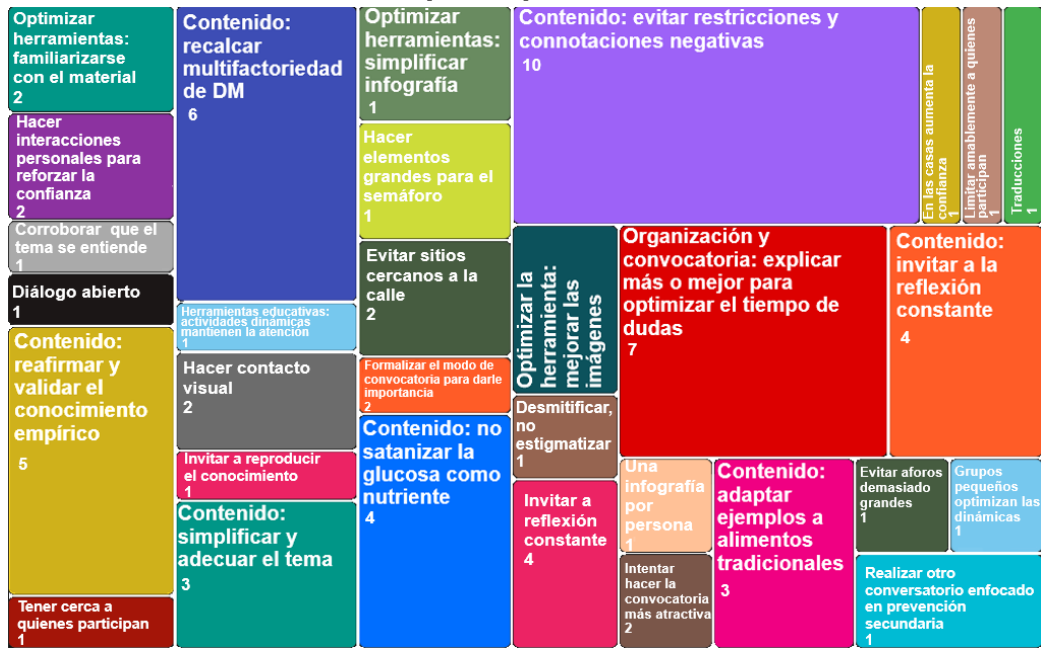 Optimizar
herramientas:
familiarizarse
con el material
2
Hacer
interacciones
personales para
reforzar la
confianza
2
Corroborar que el
tema se entiende
1
Diálogo abierto
1
Contenido:
reafirmar y
validar el
conocimiento
empírico
5
Tener cerca a
quienes participan
1
Contenido:
recalcar
multifactoriedad
de DM
6
Herramientas educativas:
actividades dinámicas
mantienen la atención
1
Hacer contacto
visual
2
Invitar a reproducir
el conocimiento
1
Contenido:
simplificar y
adecuar el tema
3
Optimizar
herramientas:
simplificar
infografía
1
Hacer
elementos
grandes para el
semáforo
1
Evitar sitios
cercanos a la
calle
2
Formalizar el modo de
convocatoria para darle
importancia
2
Contenido: no
satanizar la
glucosa como
nutriente
4
Contenido: evitar restricciones y
connotaciones negativas
10
En las casas aumenta la
confianza
1
Limitar amablemente a quienes
participan
1
Traducciones
1
Optimizar la
herramienta:
mejorar las
imágenes
Organización y
convocatoria: explicar
más o mejor para
optimizar el tiempo de
dudas
7
Contenido:
invitar a la
reflexión
constante
4
Desmitificar,
no
estigmatizar
1
Invitar a
reflexión
constante
4
Una
infografía
por
persona
1
Intentar
hacer la
convocatoria
más atractiva
2
Contenido:
adaptar
ejemplos a
alimentos
tradicionales
3
Evitar aforos
demasiado
grandes
1
Grupos
pequeños
optimizan las
dinámicas
1
Realizar otro
conversatorio enfocado
en prevención
secundaria
1